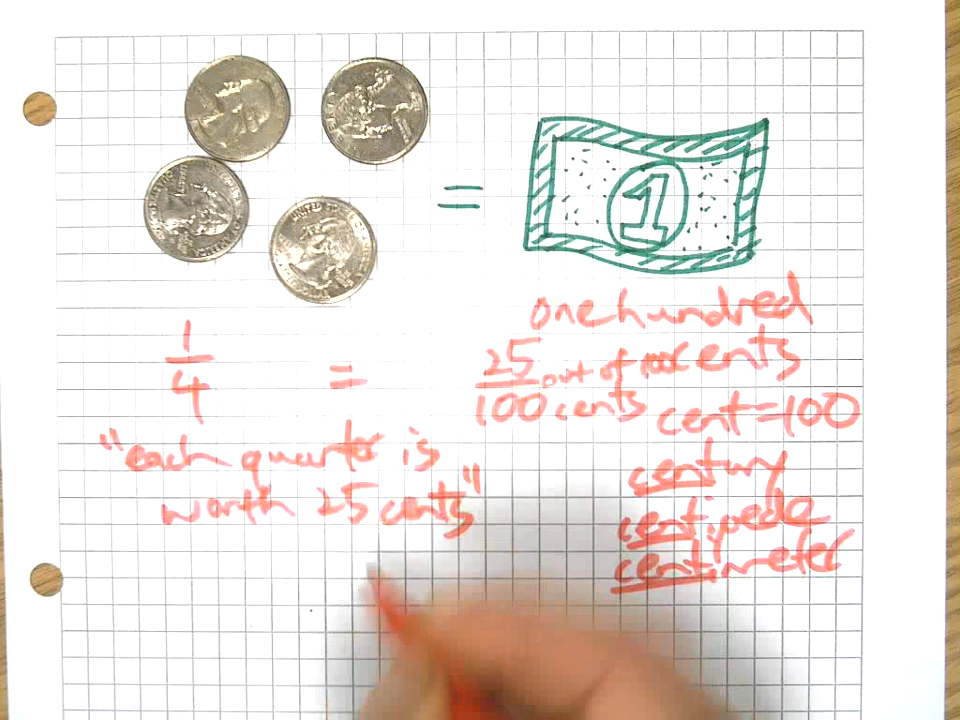 =
1
one hundred
cents
1/4 = 25/100
out of 100 cents
cent=100
"each quarter is
worth 25 cents"
century
centipede
centimeter